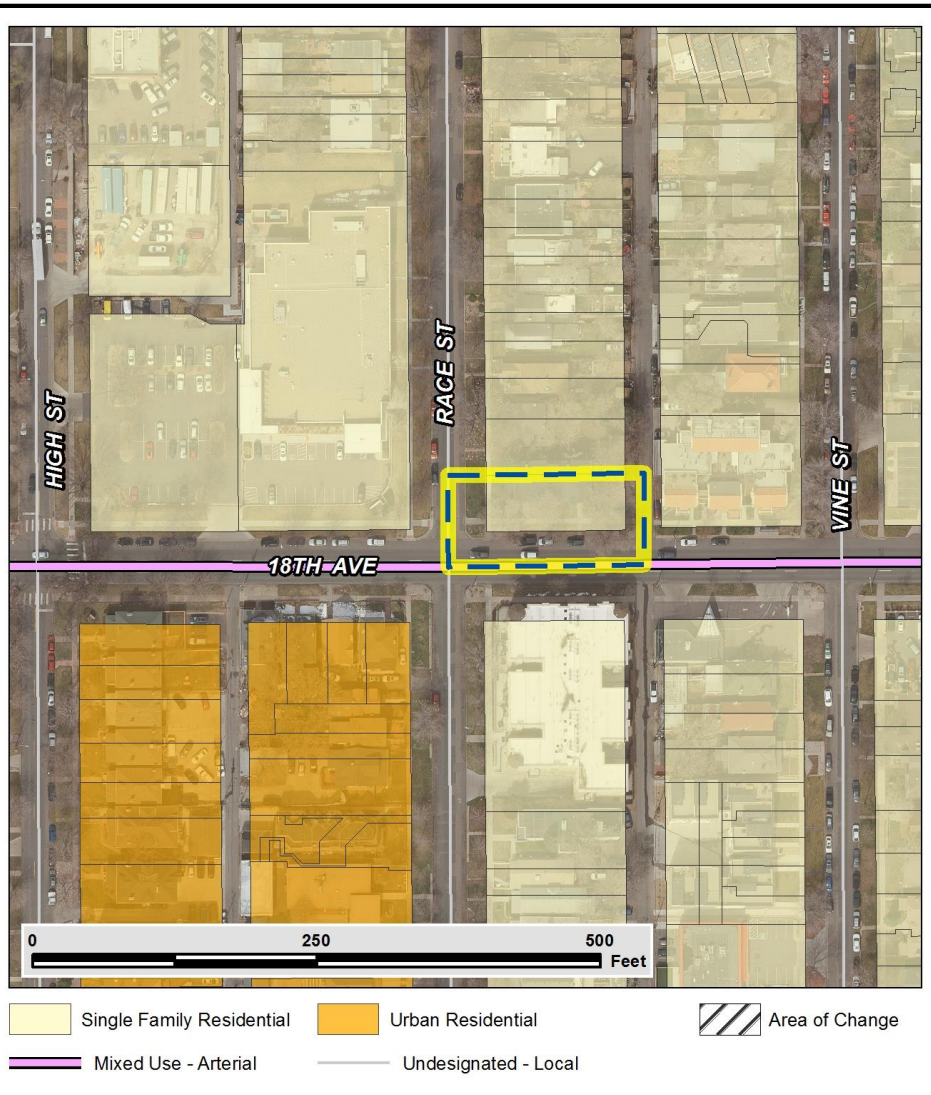 RACE ST
HIGH ST
VINE ST
18TH AVE
0 250 500
Feet
Single Family Residential Urban Residential Area of Change
Mixed Use - Arterial Undesignated - Local